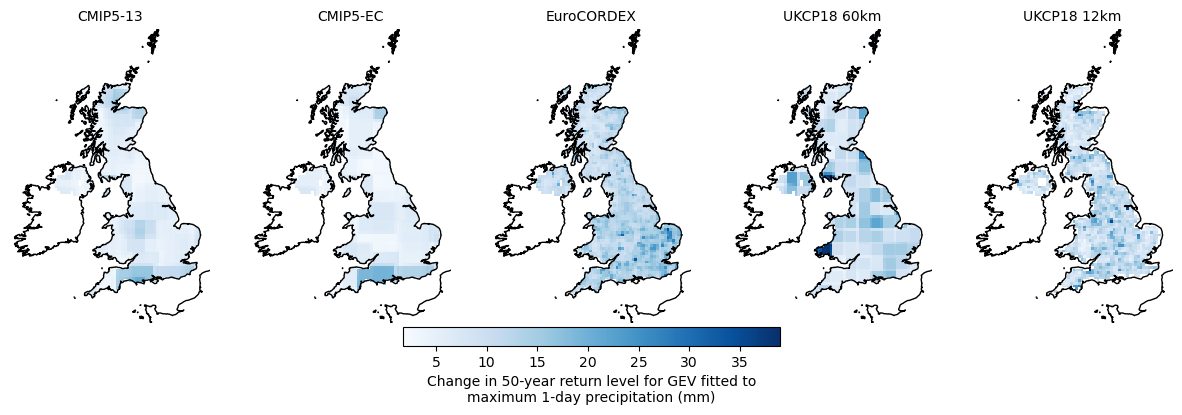 CMIP5-13
CMIP5-EC
EuroCORDEX
UKCP18 60km
UKCP18 12km
5 10 15 20 25 30 35
Change in 50-year return level for GEV fitted to
maximum 1-day precipitation (mm)